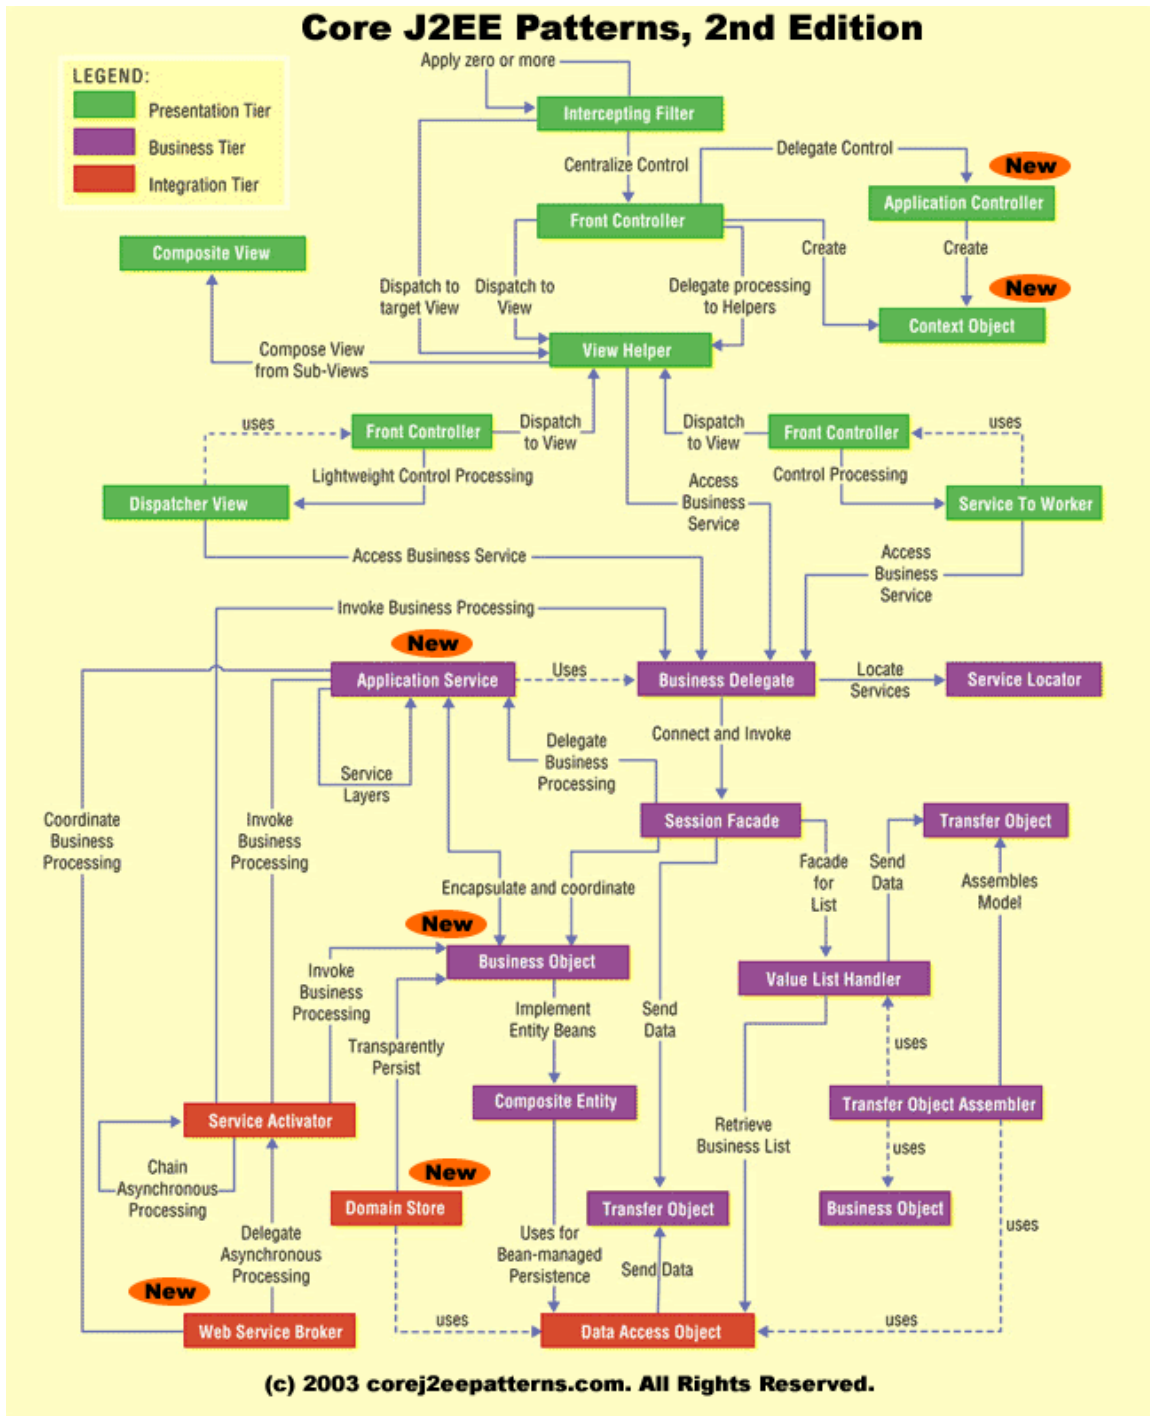 Core J2EE Patterns, 2nd Edition
LEGEND:
Presentation Tier
Business Tier
Integration Tier
Apply zero or more
Intercepting Filter
Centralize Control
Delegate Control
New
Application Controller
Front Controller
Create
Create
Composite View
New
Context Object
Dispatch to
target View
Dispatch to
View
Delegate processing
to Helpers
View Helper
Compose View
from Sub-Views
uses
Front Controller
Dispatch
to View
Dispatch
to View
Front Controller
uses
Lightweight Control Processing
Control Processing
Dispatcher View
Access
Business
Service
Service To Worker
Access Business Service
Access
Business
Service
Invoke Business Processing
New
Application Service
Uses
Business Delegate
Locate
Services
Service Locator
Connect and Invoke
Delegate
Business
Processing
Service
Layers
Coordinate
Business
Processing
Invoke
Business
Processing
Session Facade
Transfer Object
Facade
for
List
Send
Data
Assembles
Model
Encapsulate and coordinate
New
Business Object
Value List Handler
Invoke
Business
Processing
Implement
Entity Beans
Send
Data
uses
Transparently
Persist
Composite Entity
Transfer Object Assembler
Service Activator
Retrieve
Business List
uses
Chain
Asynchronous
Processing
New
Domain Store
Transfer Object
Business Object
uses
Delegate
Asynchronous
Processing
Uses for
Bean-managed
Persistence
Send Data
New
Web Service Broker
uses
Data Access Object
uses
(c) 2003 corej2eepatterns.com. All Rights Reserved.